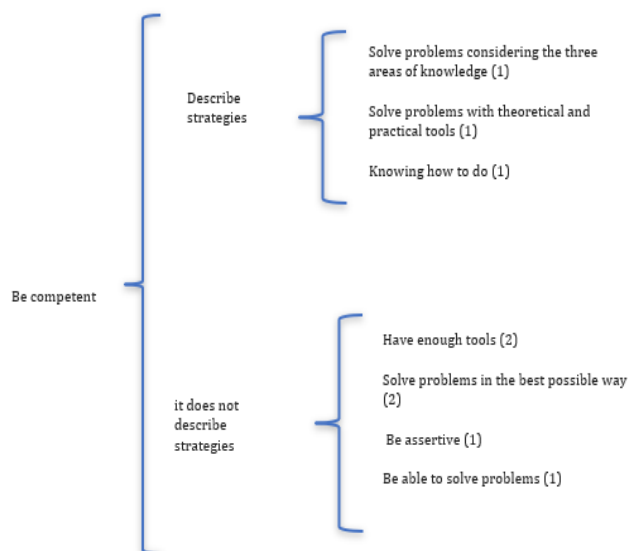 Be competent
Describe
strategies
Solve problems considering the three
areas of knowledge (1)
Solve problems with theoretical and
practical tools (1)
Knowing how to do (1)
it does not
describe
strategies
Have enough tools (2)
Solve problems in the best possible way
(2)
Be assertive (1)
Be able to solve problems (1)